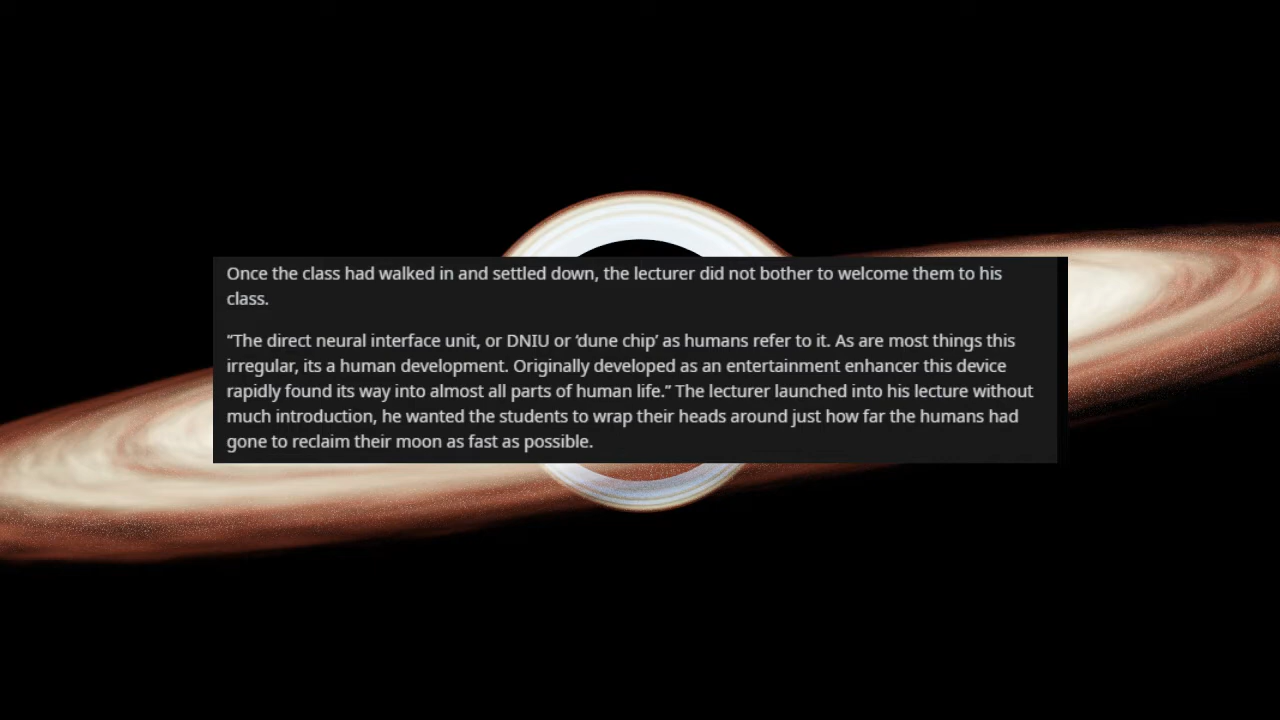 Once the class had walked in and settled down, the lecturer did not bother to welcome them to his
class.
“The direct neural interface unit, or DNIU or ‘dune chip’ as humans refer to it. As are most things this
irregular, its a human development. Originally developed as an entertainment enhancer this device
rapidly found its way into almost all parts of human life.” The lecturer launched into his lecture without
much introduction, he wanted the students to wrap their heads around just how far the humans had
gone to reclaim their moon as fast as possible.